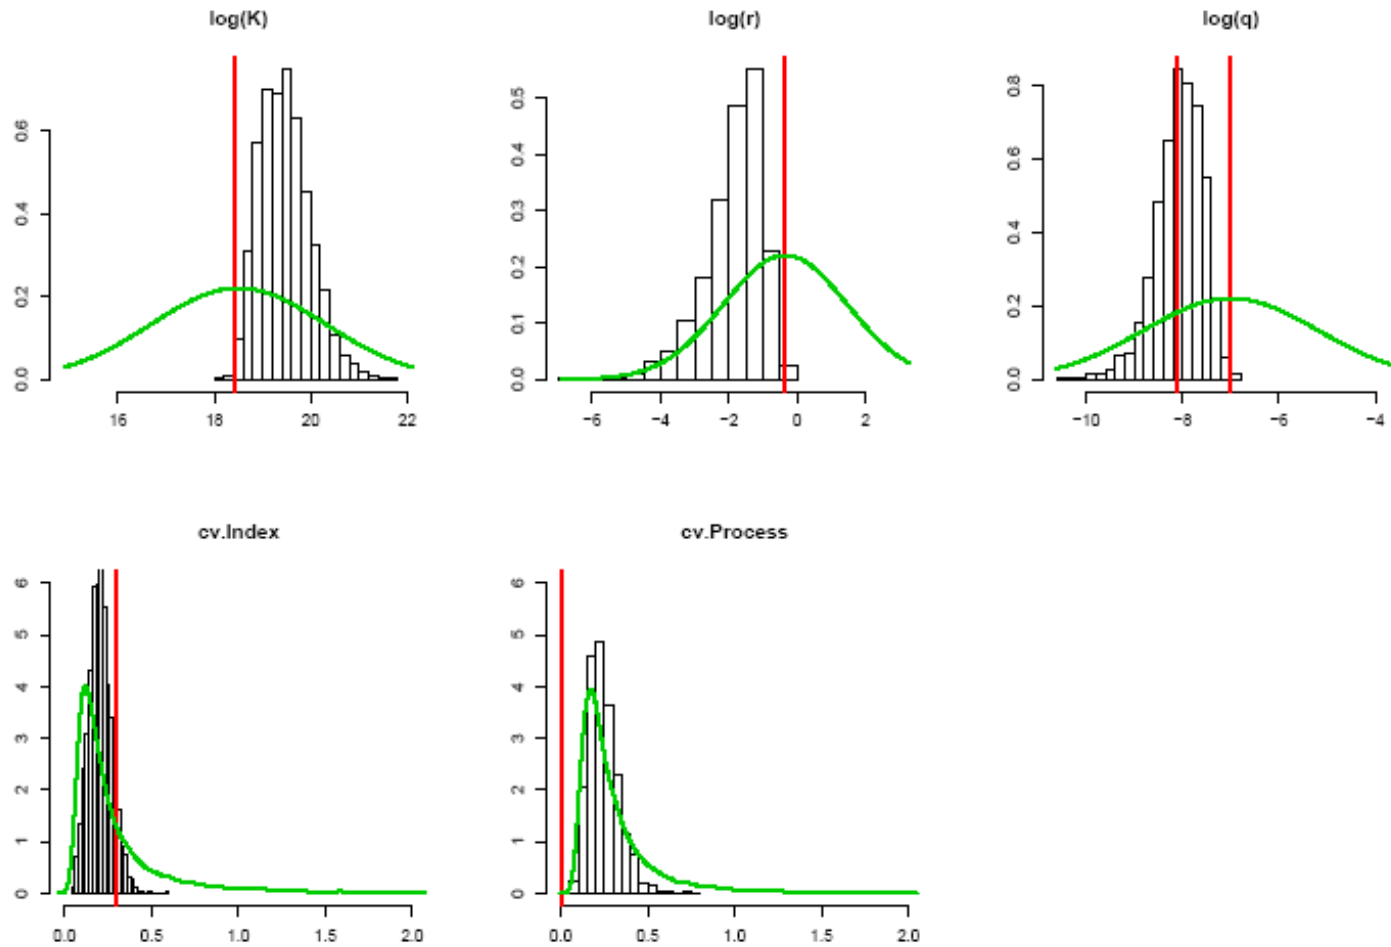 log(K)
log(r)
log(q)
0.0 0.2 0.4 0.6
16 18 20 22
0.0 0.1 0.2 0.3 0.4 0.5
−6 −4 −2 0 2
0.0 0.2 0.4 0.6 0.8
−10 −8 −6 −4
cv.Index
cv.Process
0 1 2 3 4 5 6
0.0 0.5 1.0 1.5 2.0
0 1 2 3 4 5 6
0.0 0.5 1.0 1.5 2.0